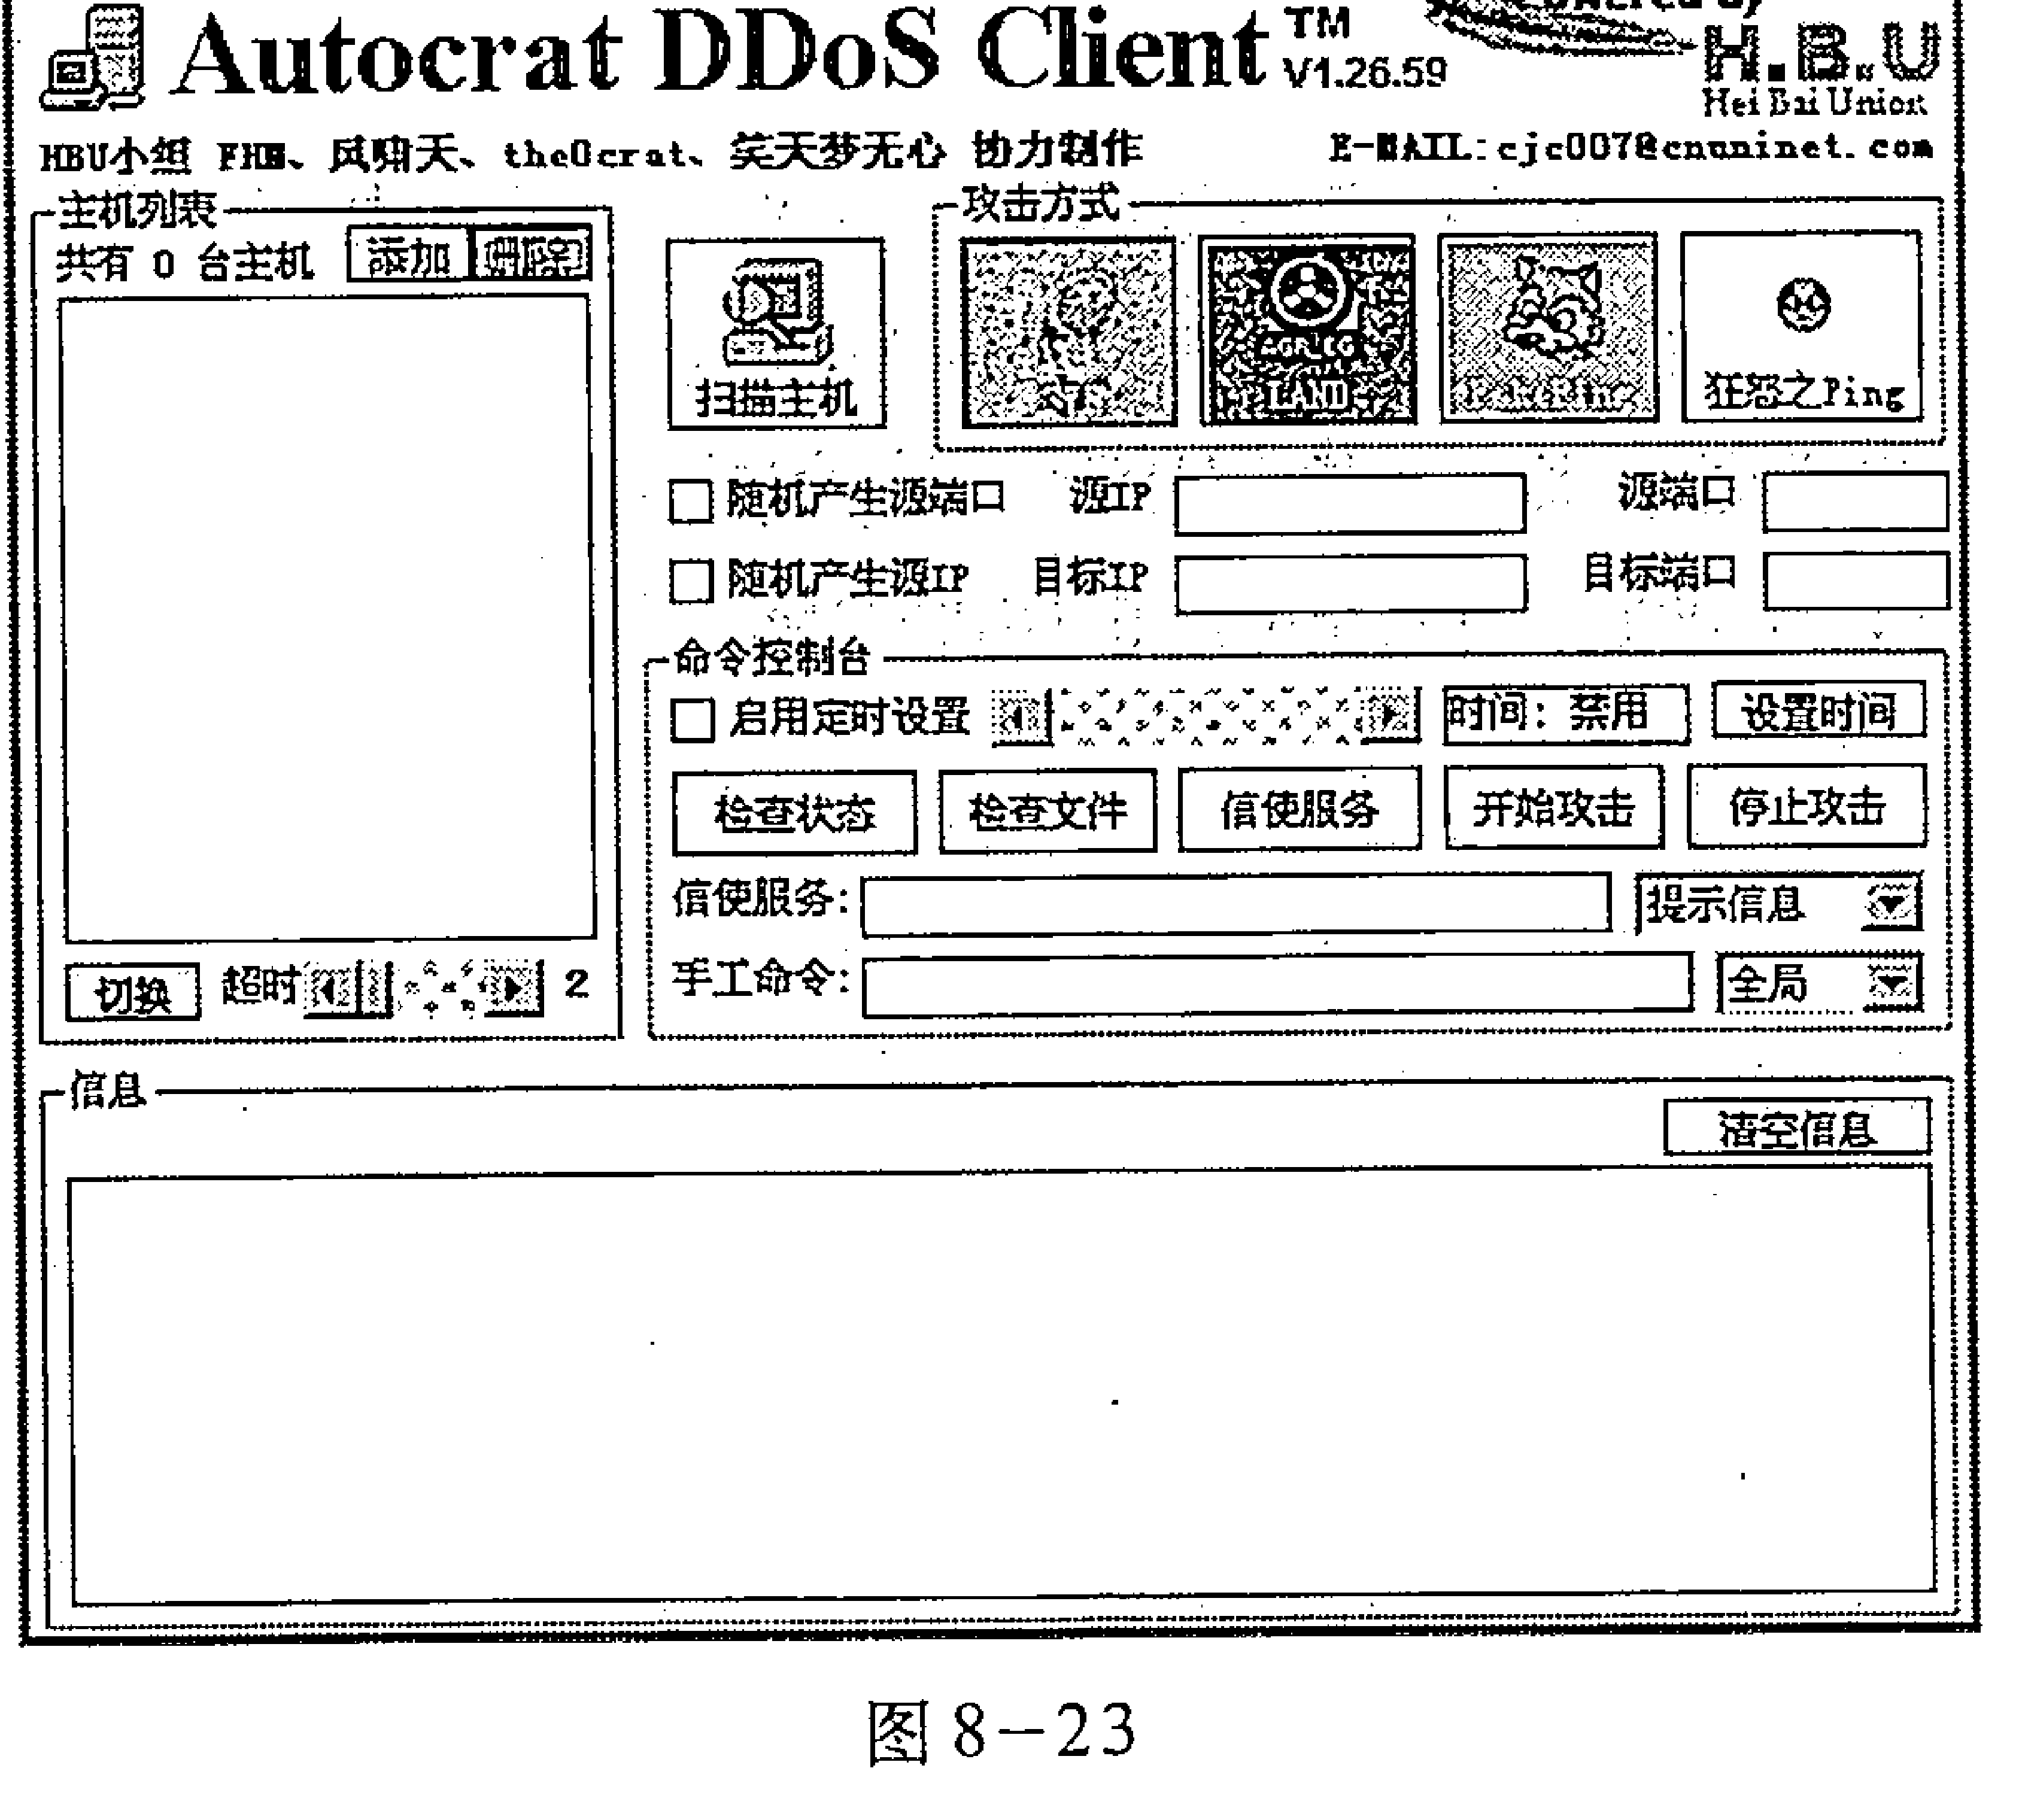 Autocrat DDoS Client TM
V1.26.59
H.B.U
Hei Bai Union
HBU小组 FHM、风啸天、the0crat、笑天梦无心 协力制作
E-MAIL:cjc007@cnuninet.com
主机列表
共有 0 台主机 添加 删除
扫描主机
攻击方式
LAND
狂怒之Ping
随机产生源端口 源IP 源端口
随机产生源IP 目标IP 目标端口
命令控制台
启用定时设置 时间: 禁用 设置时间
检查状态 检查文件 信使服务 开始攻击 停止攻击
信使服务: 提示信息
手工命令: 全局
切换 超时 2
信息
清空信息
图 8-23